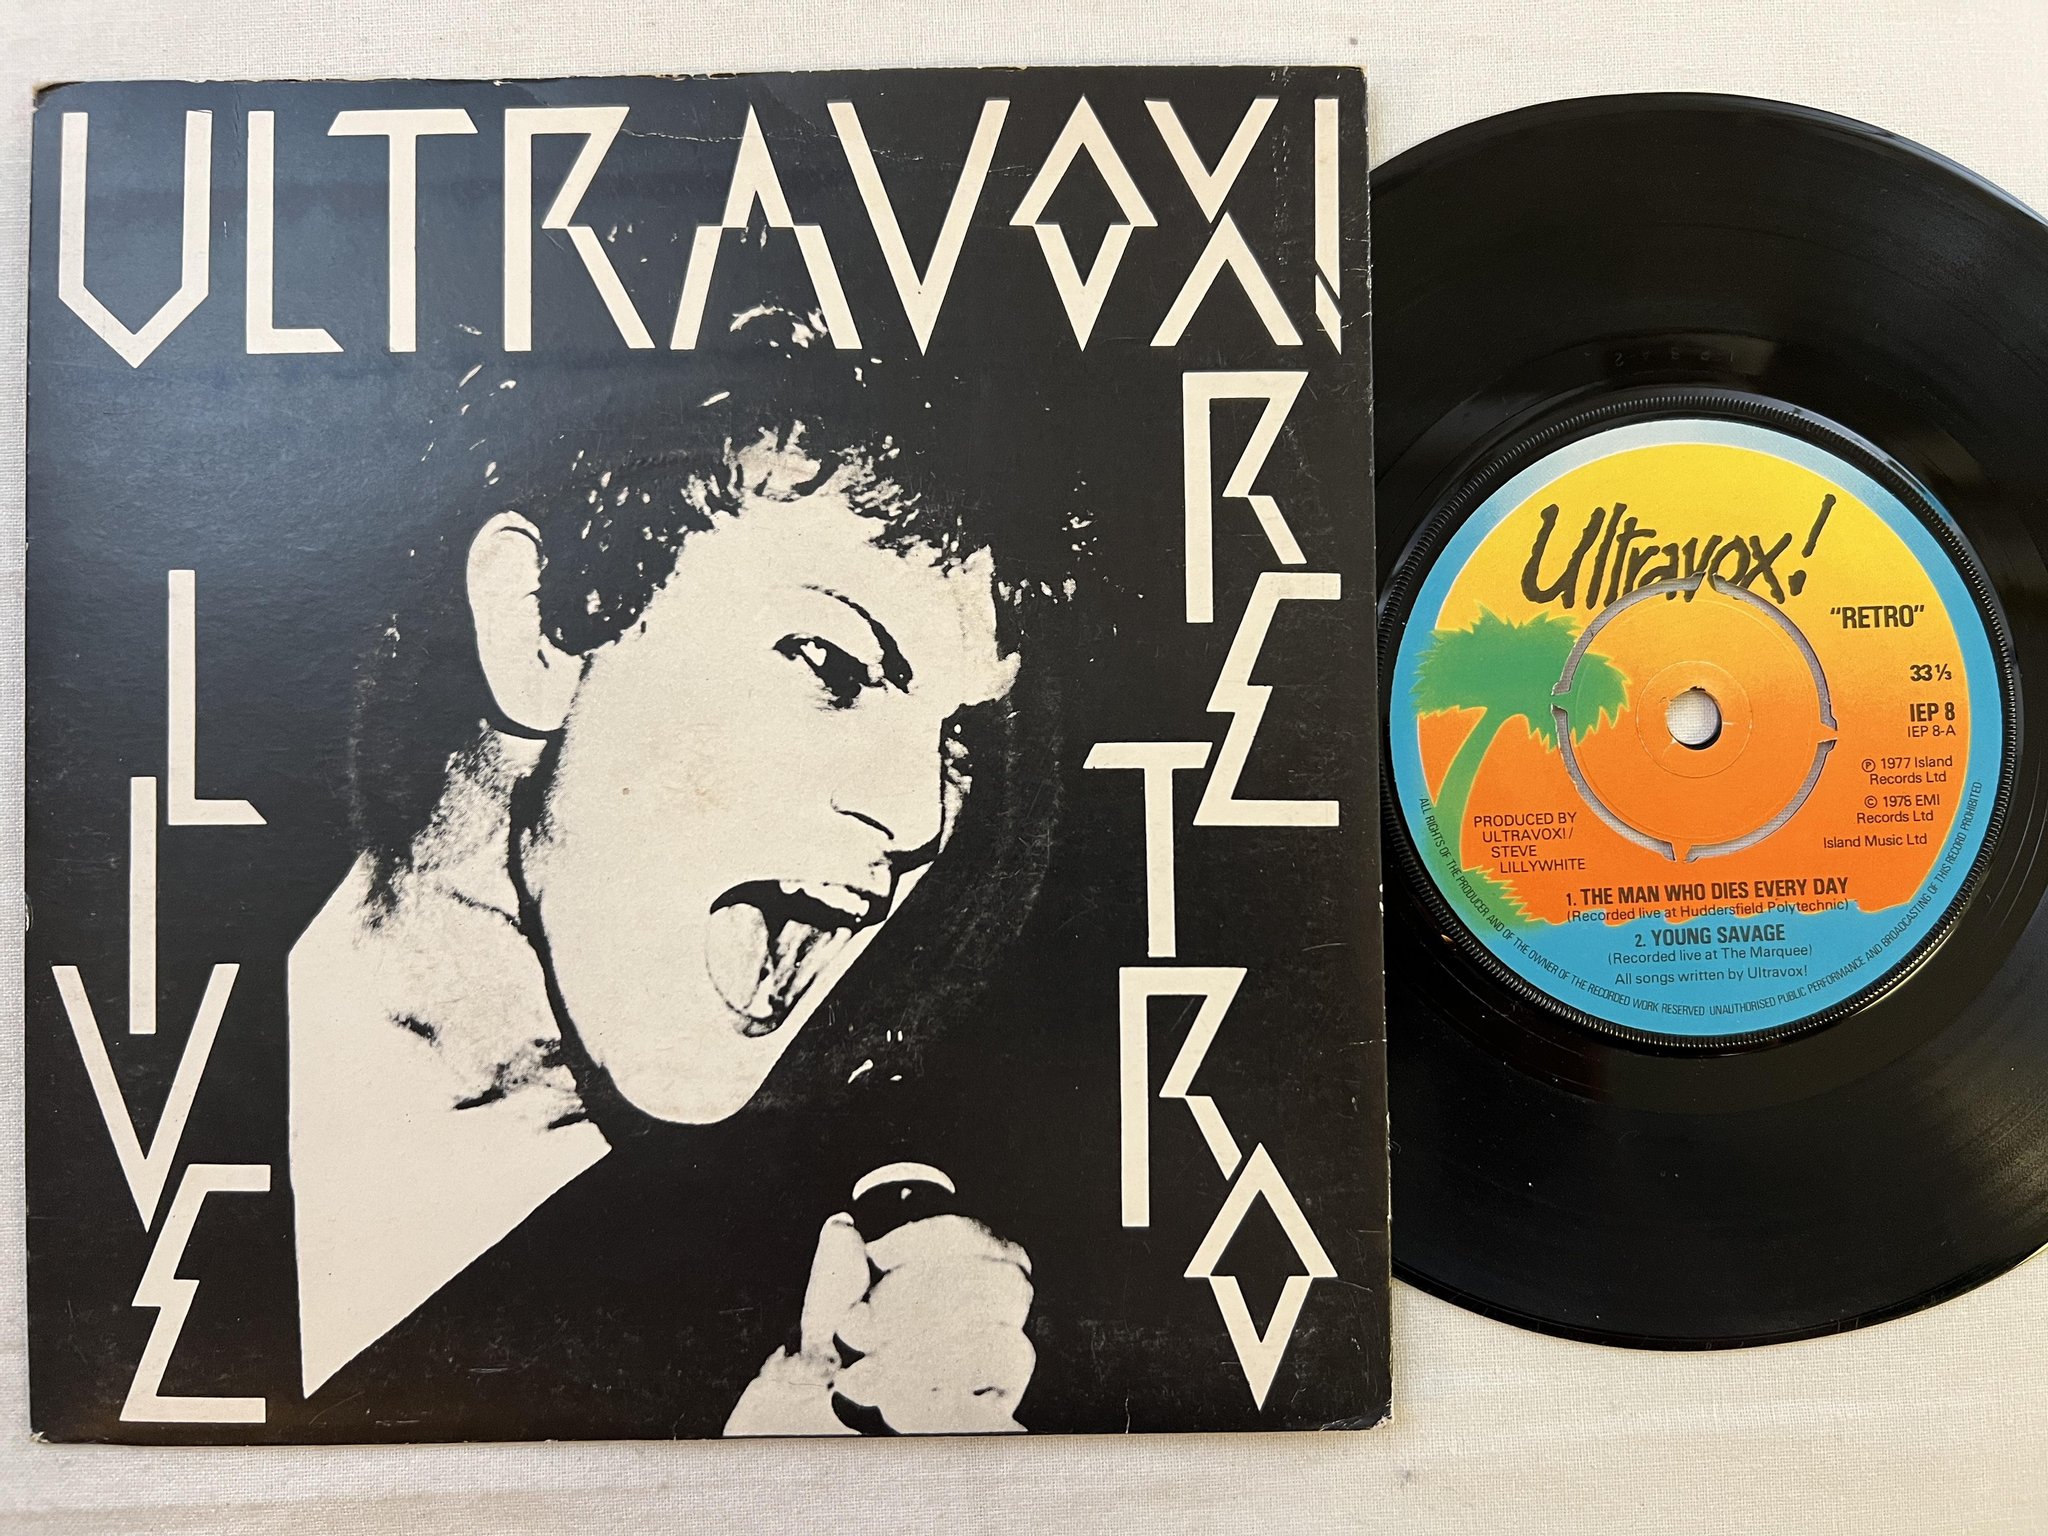 ULTRAVOX!
LIVE
RETRO
Ultravox!
"RETRO"
33⅓
IEP 8
IEP 8-A
℗ 1977 Island
Records Ltd
© 1978 EMI
Records Ltd
Island Music Ltd
PRODUCED BY
ULTRAVOX!/
STEVE
LILLYWHITE
1. THE MAN WHO DIES EVERY DAY
(Recorded live at Huddersfield Polytechnic)
2. YOUNG SAVAGE
(Recorded live at The Marquee)
All songs written by Ultravox!
ALL RIGHTS OF THE PRODUCER AND OF THE OWNER OF THE RECORDED WORK RESERVED UNAUTHORISED PUBLIC PERFORMANCE AND BROADCASTING OF THIS RECORD PROHIBITED